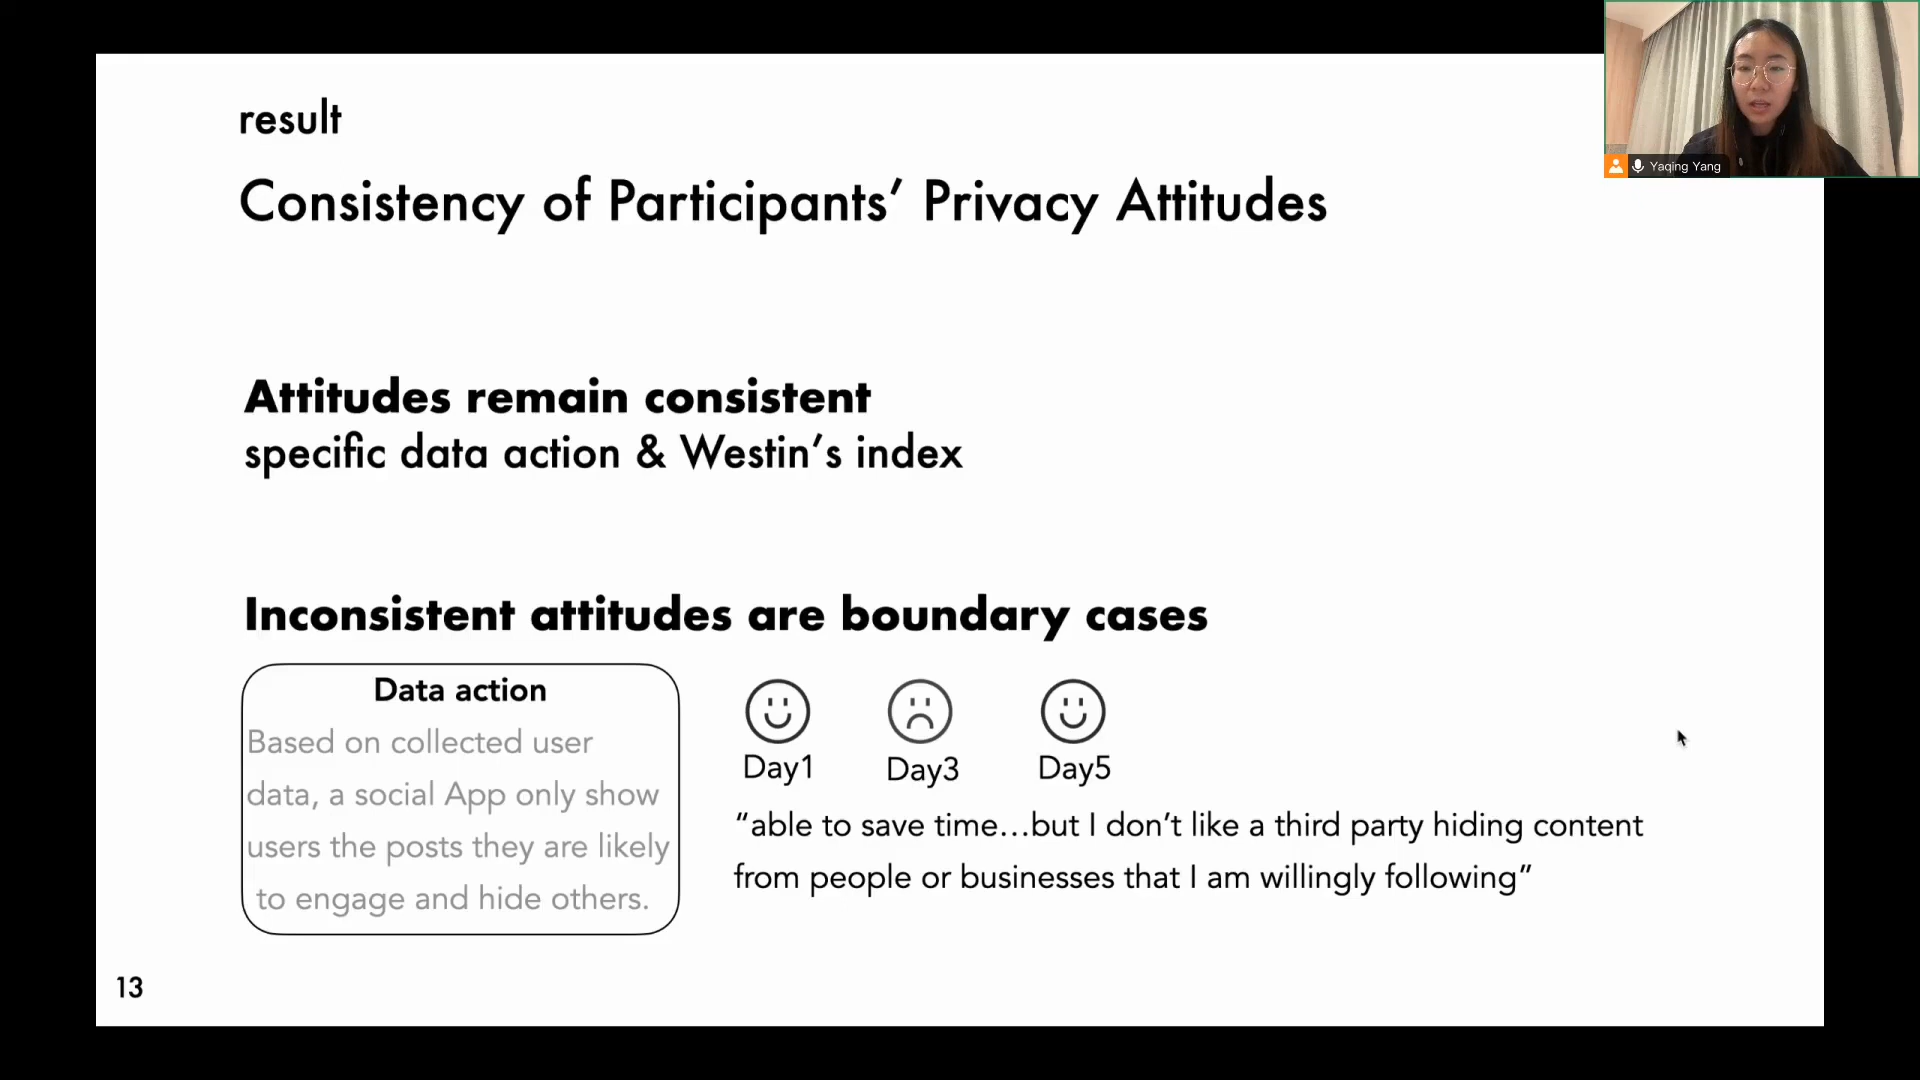 result
Consistency of Participants’ Privacy Attitudes
Attitudes remain consistent
specific data action & Westin’s index
Inconsistent attitudes are boundary cases
Data action
Based on collected user
data, a social App only show
users the posts they are likely
to engage and hide others.
Day1 Day3 Day5
“able to save time...but I don’t like a third party hiding content
from people or businesses that I am willingly following”
13
Yaqing Yang